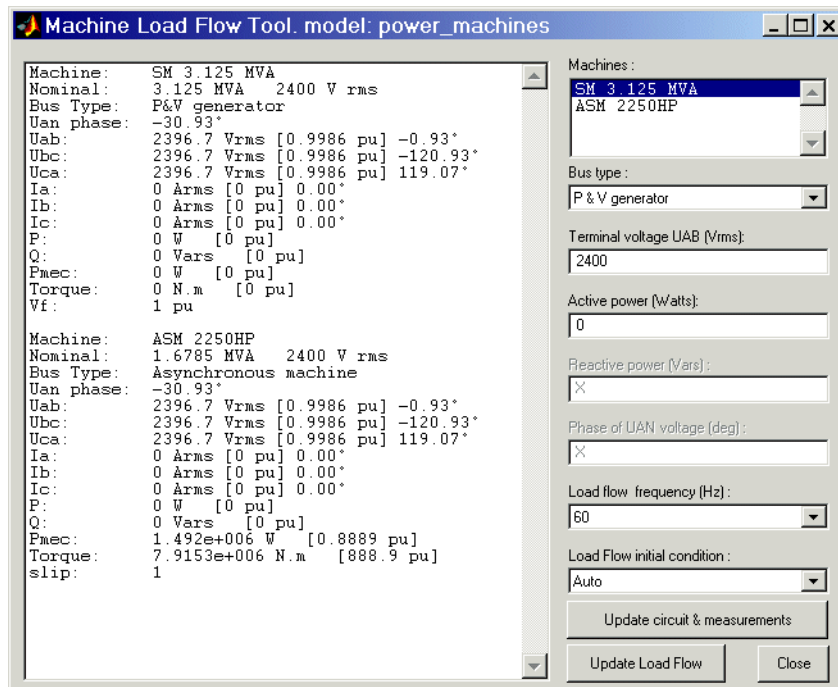 Machine Load Flow Tool. model: power_machines
Machine: SM 3.125 MVA
Nominal: 3.125 MVA 2400 V rms
Bus Type: P&V generator
Uan phase: -30.93°
Uab: 2396.7 Vrms [0.9986 pu] -0.93°
Ubc: 2396.7 Vrms [0.9986 pu] -120.93°
Uca: 2396.7 Vrms [0.9986 pu] 119.07°
Ia: 0 Arms [0 pu] 0.00°
Ib: 0 Arms [0 pu] 0.00°
Ic: 0 Arms [0 pu] 0.00°
P: 0 W [0 pu]
Q: 0 Vars [0 pu]
Pmec: 0 W [0 pu]
Torque: 0 N.m [0 pu]
Vf: 1 pu
Machine: ASM 2250HP
Nominal: 1.6785 MVA 2400 V rms
Bus Type: Asynchronous machine
Uan phase: -30.93°
Uab: 2396.7 Vrms [0.9986 pu] -0.93°
Ubc: 2396.7 Vrms [0.9986 pu] -120.93°
Uca: 2396.7 Vrms [0.9986 pu] 119.07°
Ia: 0 Arms [0 pu] 0.00°
Ib: 0 Arms [0 pu] 0.00°
Ic: 0 Arms [0 pu] 0.00°
P: 0 W [0 pu]
Q: 0 Vars [0 pu]
Pmec: 1.492e+006 W [0.8889 pu]
Torque: 7.9153e+006 N.m [888.9 pu]
slip: 1
Machines :
SM 3.125 MVA
ASM 2250HP
Bus type :
P & V generator
Terminal voltage UAB (Vrms):
2400
Active power (Watts):
0
Reactive power (Vars) :
X
Phase of UAN voltage (deg) :
X
Load flow frequency (Hz) :
60
Load Flow initial condition :
Auto
Update circuit & measurements
Update Load Flow
Close